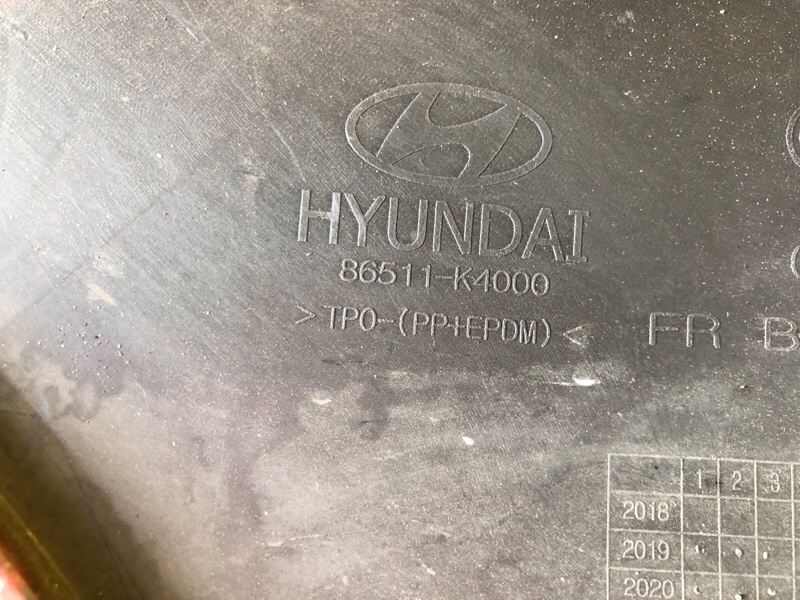 HYUNDAI
86511-K4000
>TPO-(PP+EPDM)<
FR B
1 2 3
2018
2019
2020